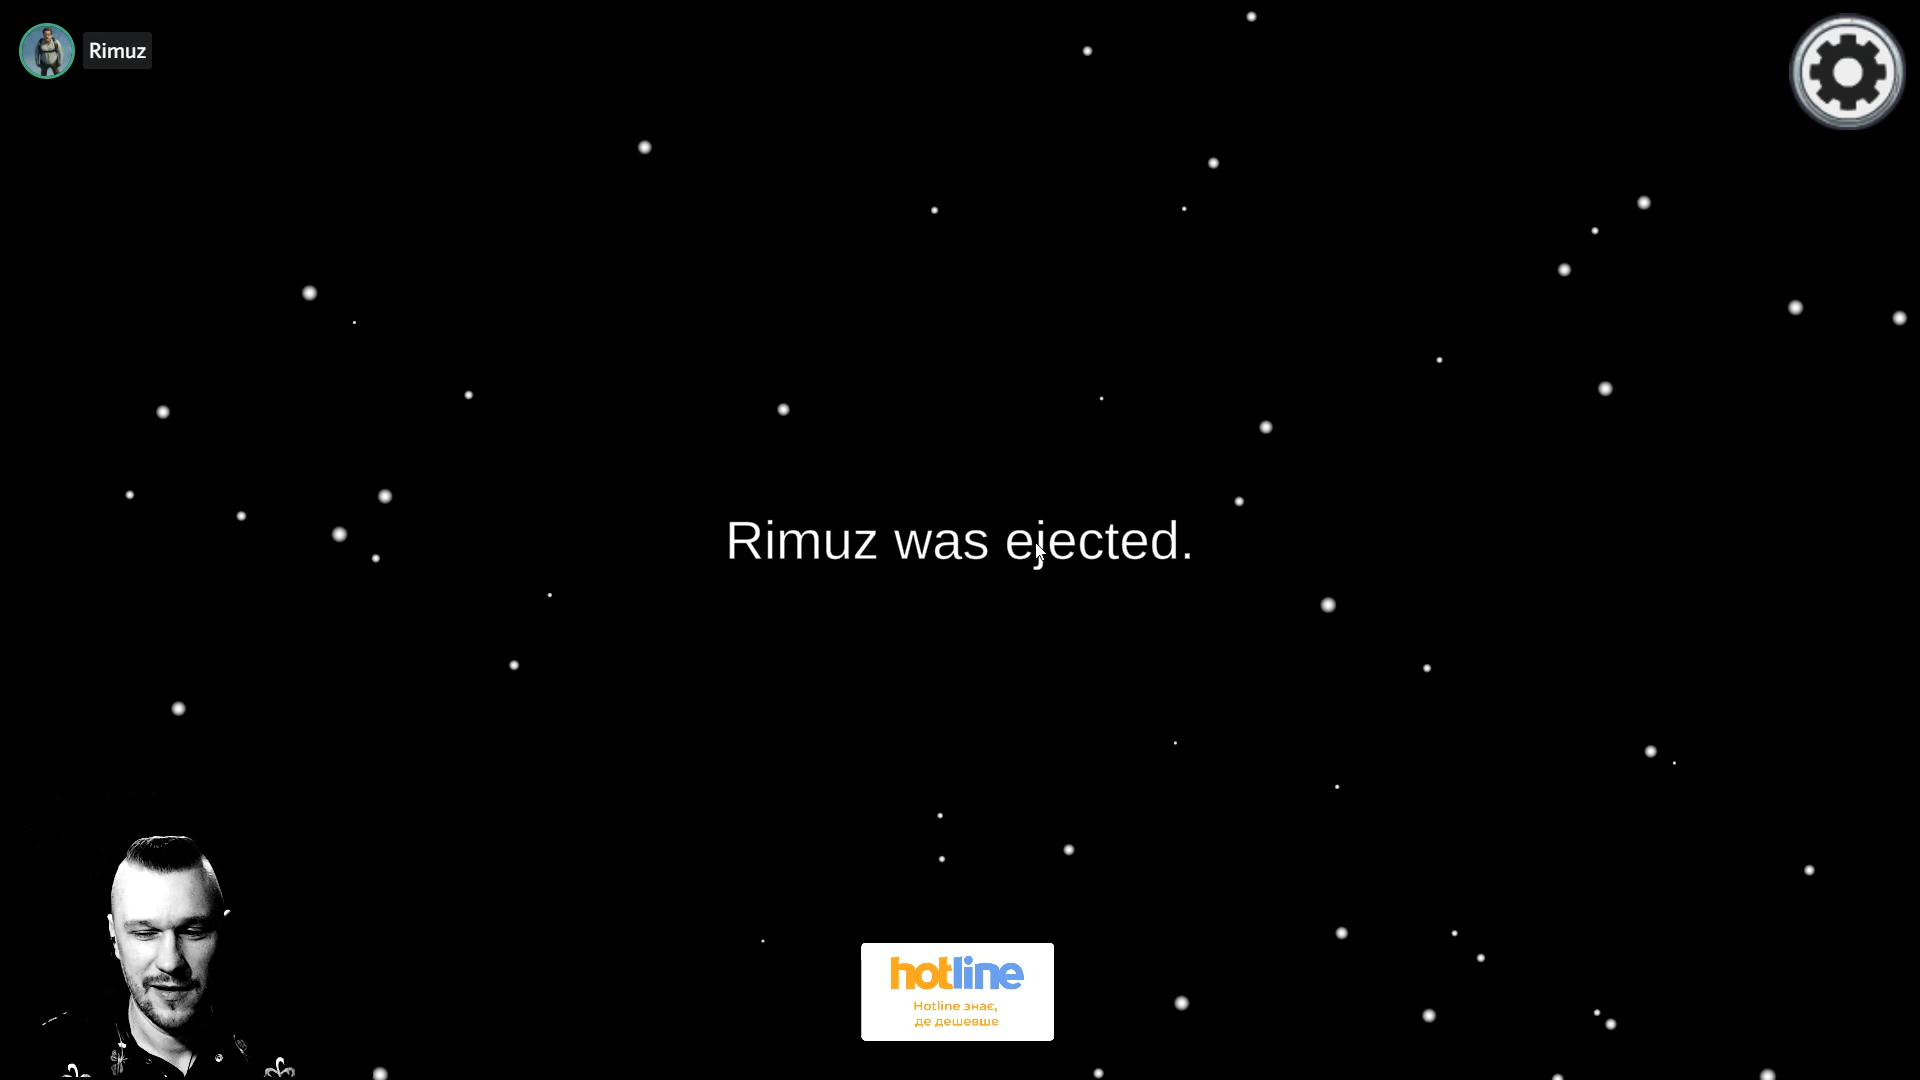 Rimuz
Rimuz was ejected.
hotline
Hotline знає,
де дешевше